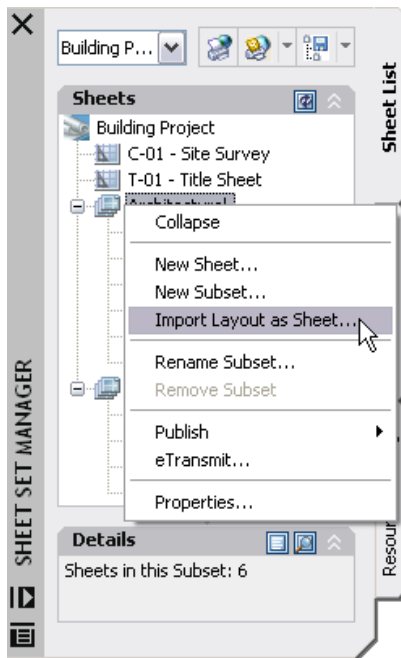 Building P...
Sheets
Building Project
C-01 - Site Survey
T-01 - Title Sheet
Architectural
Collapse
New Sheet...
New Subset...
Import Layout as Sheet...
Rename Subset...
Remove Subset
Publish
eTransmit...
Properties...
Details
Sheets in this Subset: 6
SHEET SET MANAGER
Sheet List
Resour